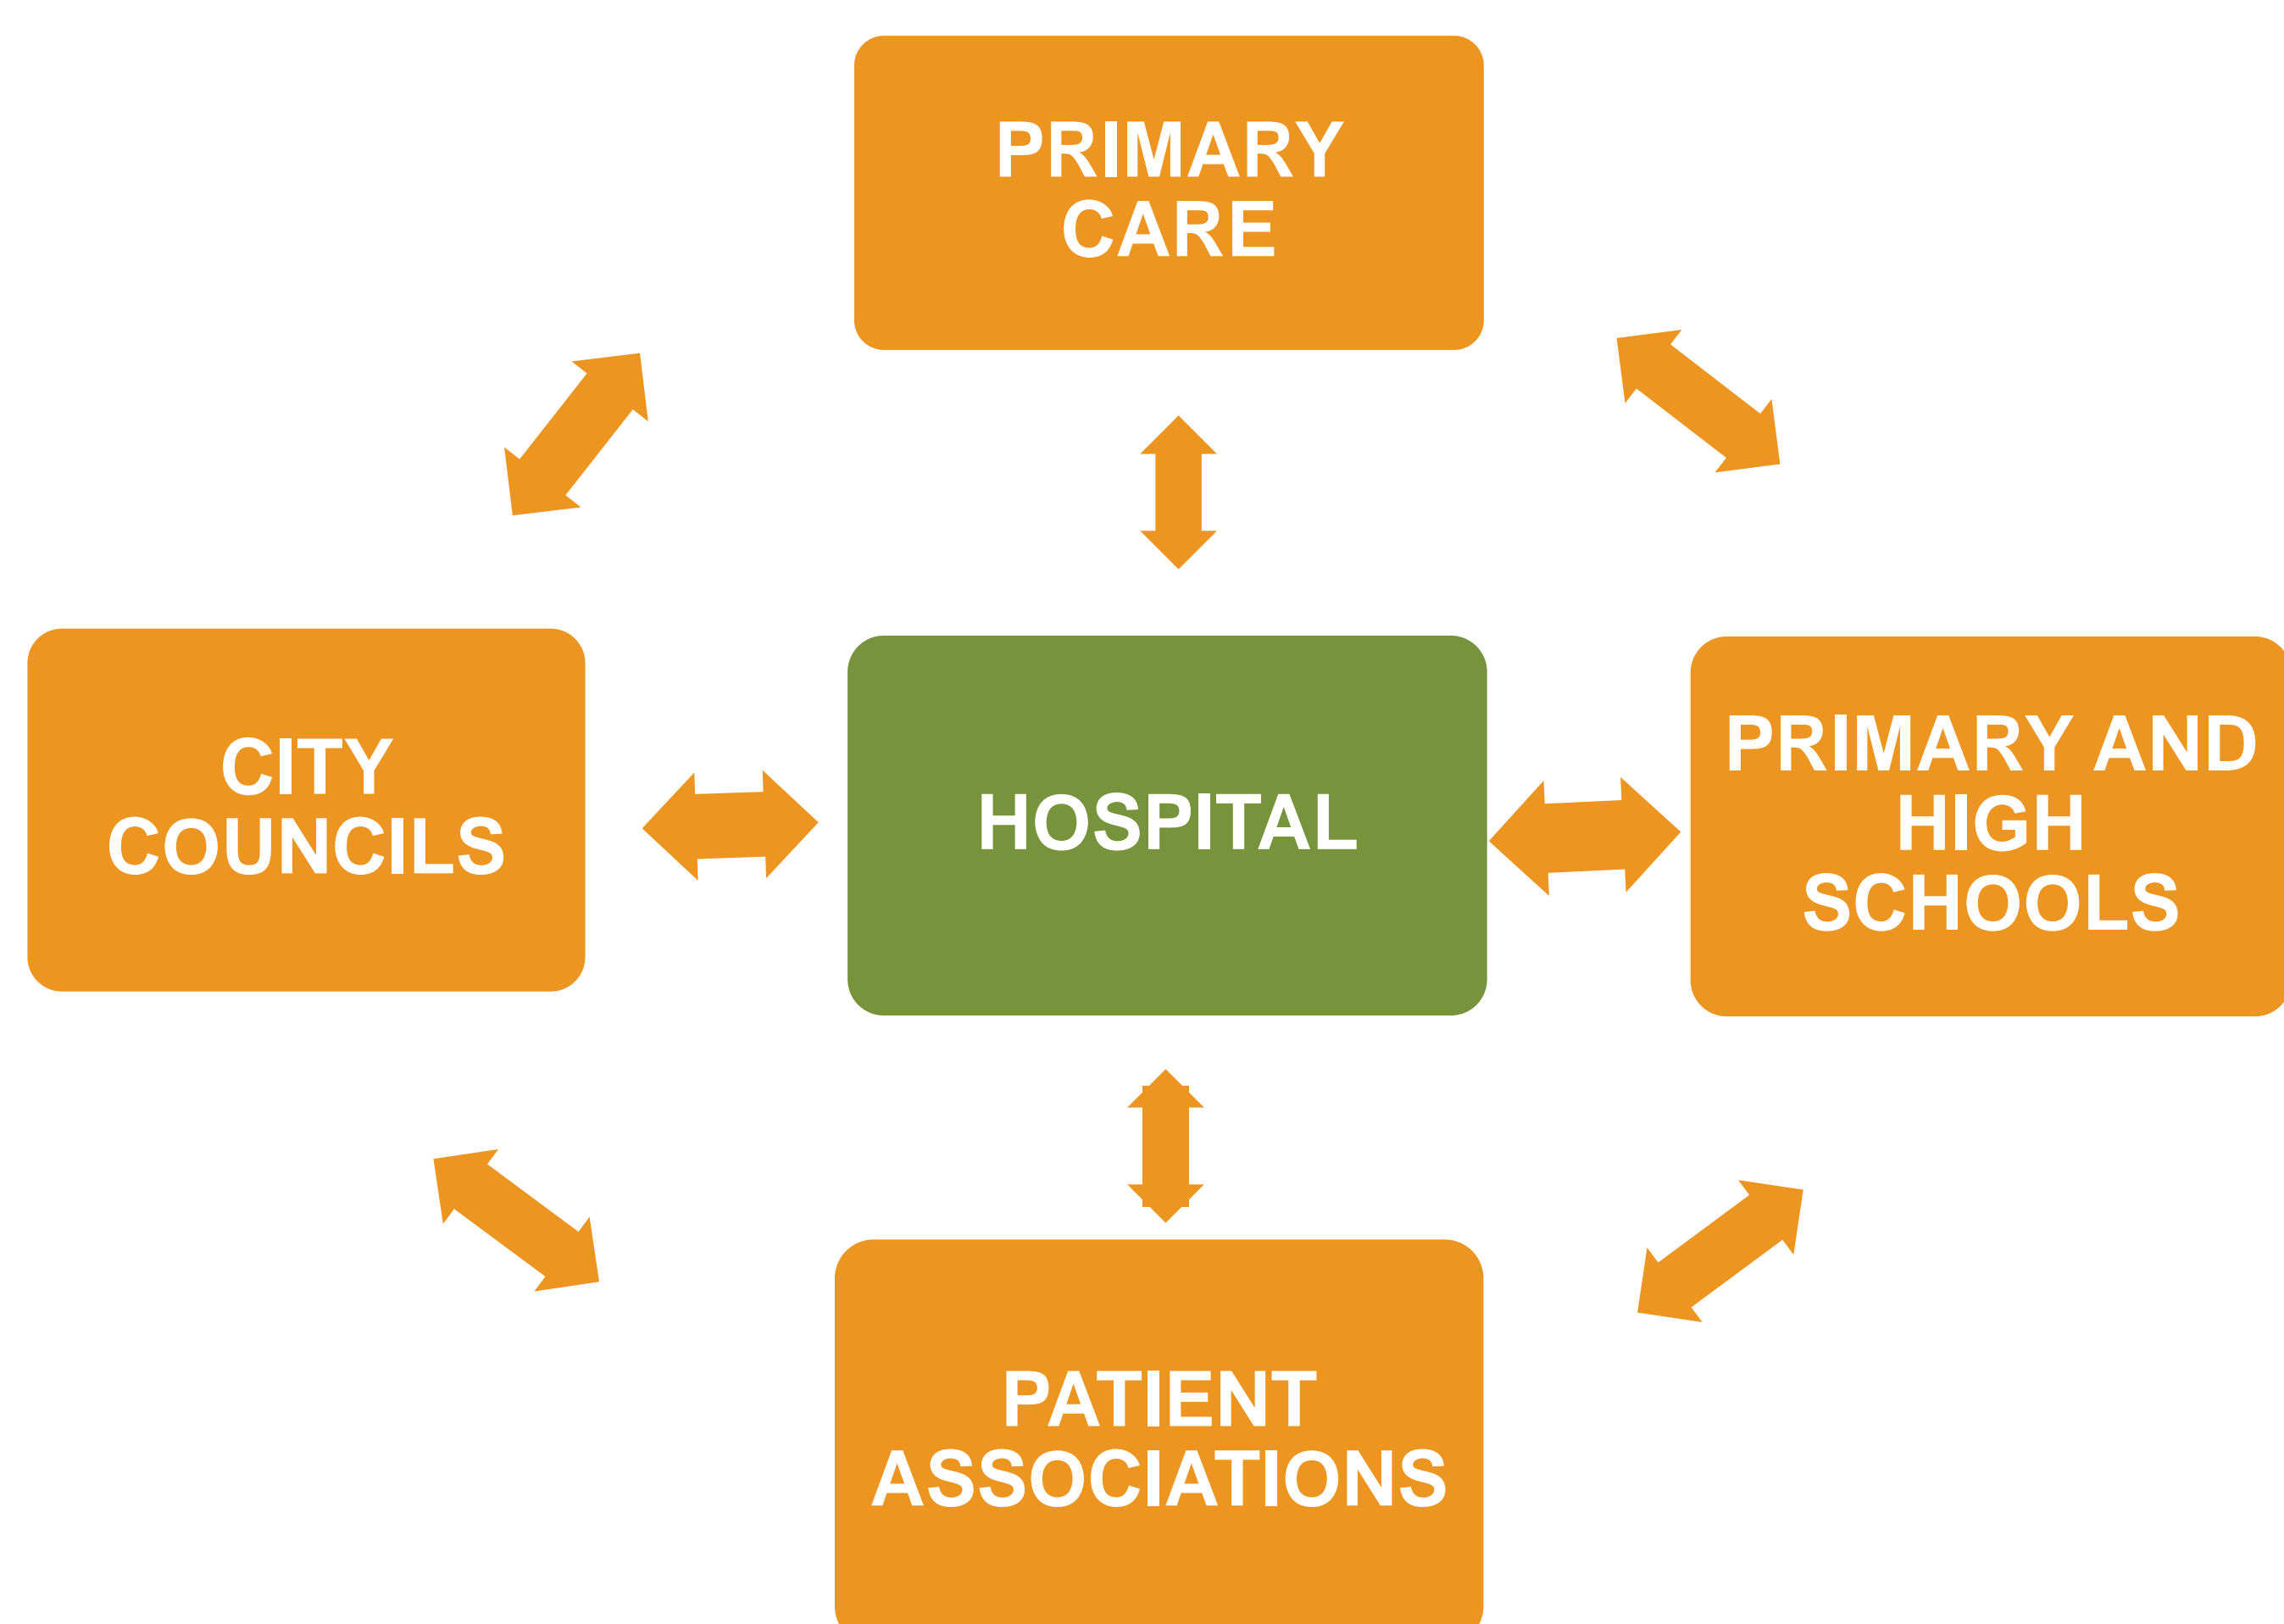 PRIMARY
CARE
CITY
COUNCILS
HOSPITAL
PRIMARY AND
HIGH
SCHOOLS
PATIENT
ASSOCIATIONS